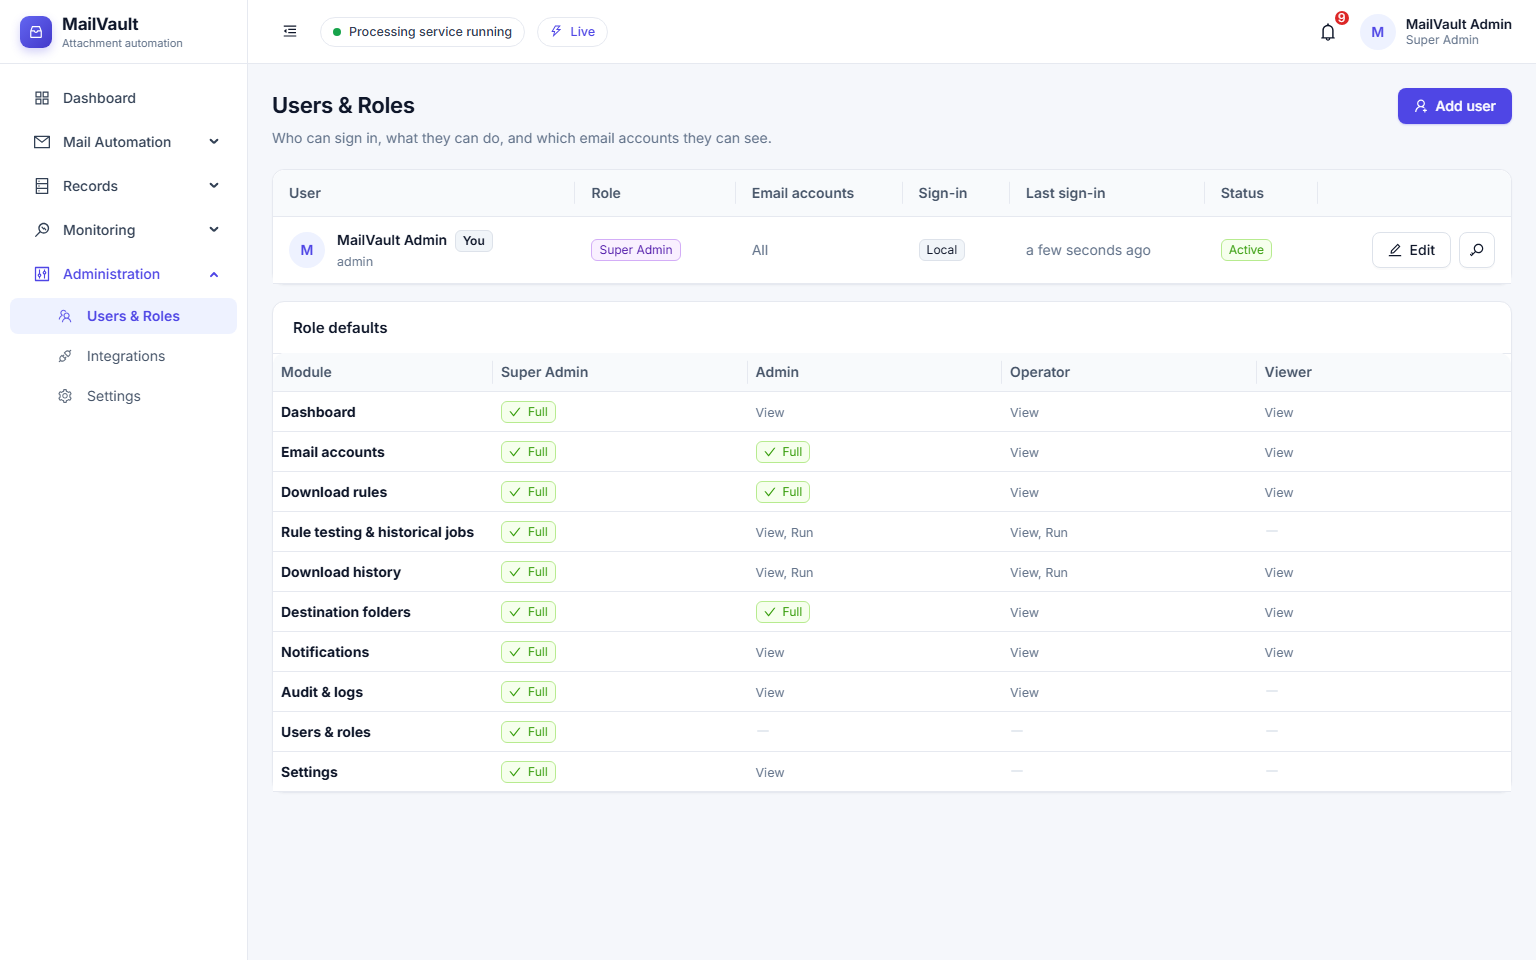 MailVault
Attachment automation
Processing service running
Live
9
M
MailVault Admin
Super Admin
Dashboard
Mail Automation
Records
Monitoring
Administration
Users & Roles
Integrations
Settings
Users & Roles
Add user
Who can sign in, what they can do, and which email accounts they can see.
User Role Email accounts Sign-in Last sign-in Status
M MailVault Admin You
admin
Super Admin All Local a few seconds ago Active Edit
Role defaults
Module Super Admin Admin Operator Viewer
Dashboard Full View View View
Email accounts Full Full View View
Download rules Full Full View View
Rule testing & historical jobs Full View, Run View, Run —
Download history Full View, Run View, Run View
Destination folders Full Full View View
Notifications Full View View View
Audit & logs Full View View —
Users & roles Full — — —
Settings Full View — —